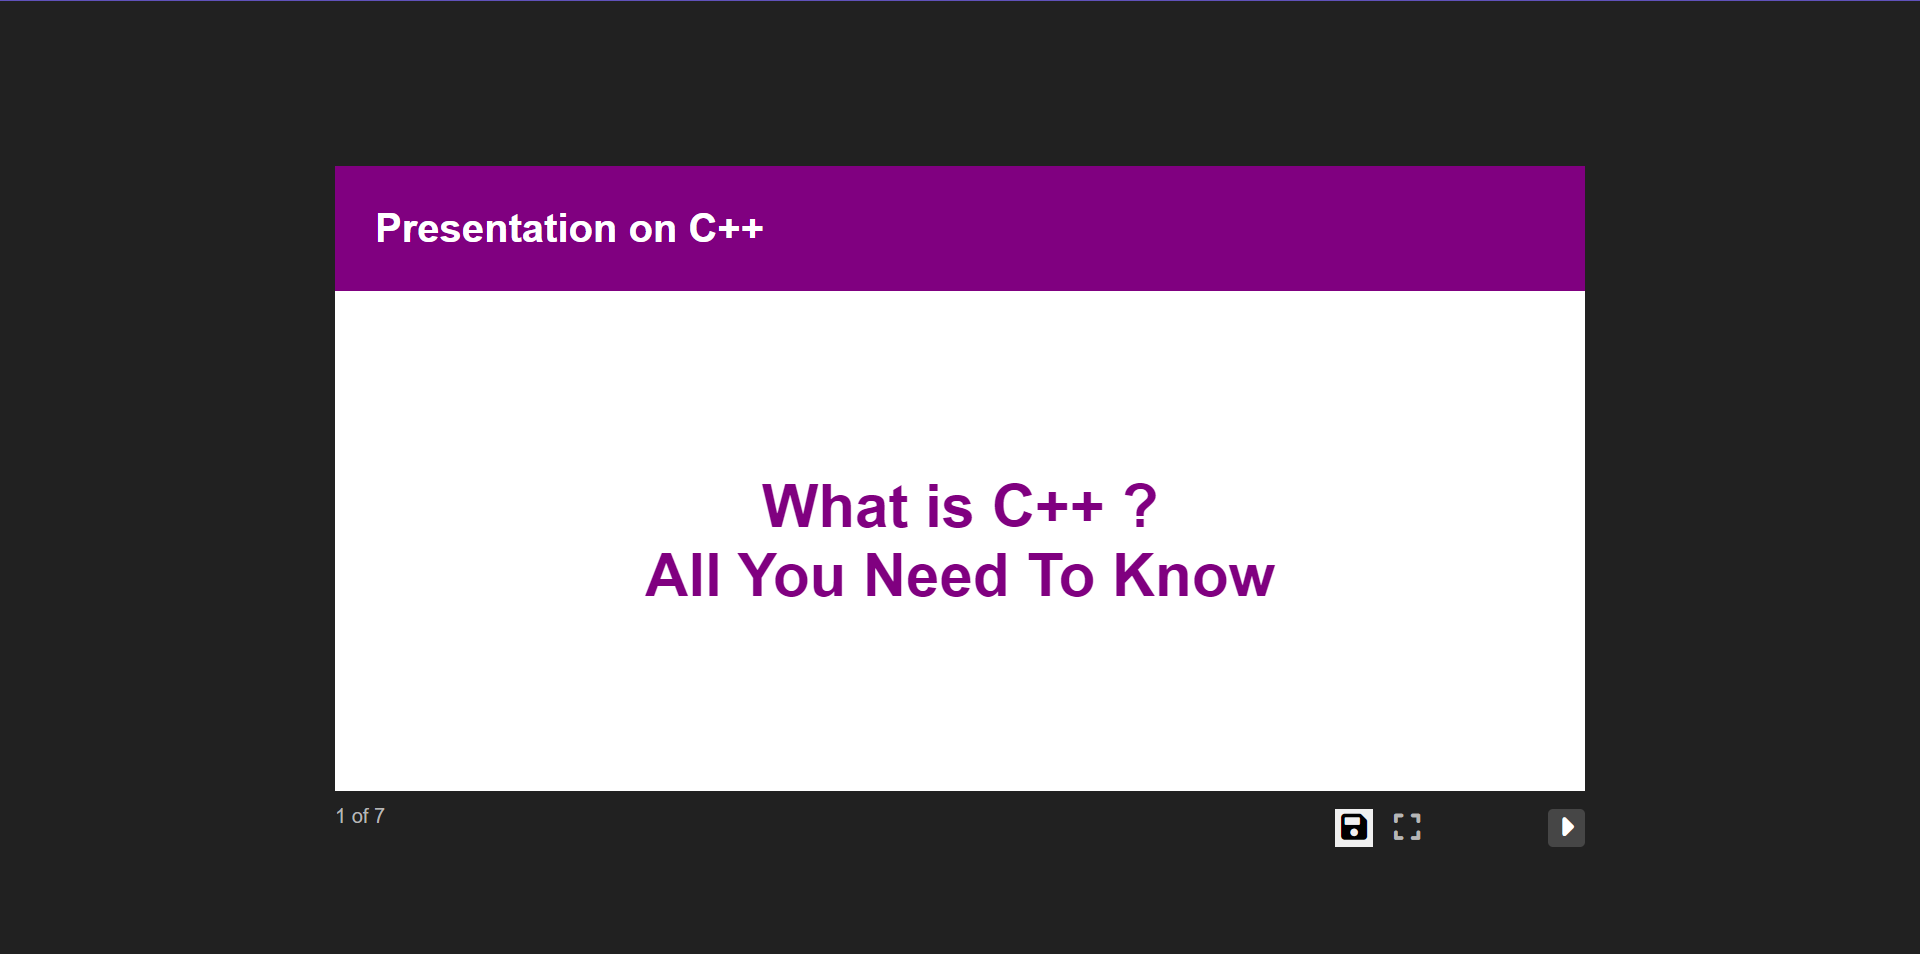 Presentation on C++
What is C++ ?
All You Need To Know
1 of 7